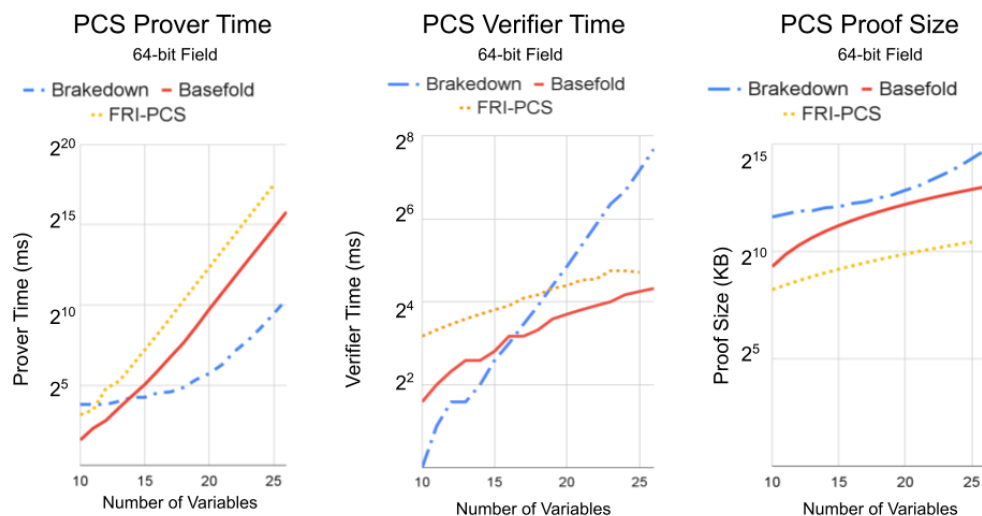 PCS Prover Time
64-bit Field
Brakedown Basefold
FRI-PCS
2^20
2^15
2^10
2^5
Prover Time (ms)
10 15 20 25
Number of Variables
PCS Verifier Time
64-bit Field
Brakedown Basefold
FRI-PCS
2^8
2^6
2^4
2^2
Verifier Time (ms)
10 15 20 25
Number of Variables
PCS Proof Size
64-bit Field
Brakedown Basefold
FRI-PCS
2^15
2^10
2^5
Proof Size (KB)
10 15 20 25
Number of Variables